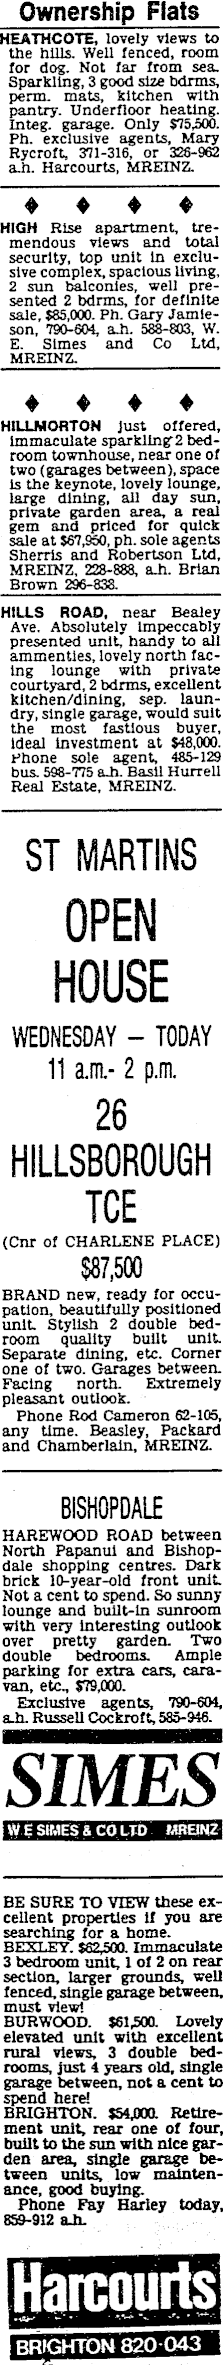 Ownership Flats
HEATHCOTE, lovely views to
the hills. Well fenced, room
for dog. Not far from sea.
Sparkling, 3 good size bdrms,
perm. mats, kitchen with
pantry. Underfloor heating.
Integ. garage. Only $75,500.
Ph. exclusive agents, Mary
Rycroft, 371-316, or 326-962
a.h. Harcourts, MREINZ.
HIGH Rise apartment, tre-
mendous views and total
security, top unit in exclu-
sive complex, spacious living,
2 sun balconies, well pre-
sented 2 bdrms, for definite
sale, $85,000. Ph. Gary Jamie-
son, 790-604, a.h. 588-803, W.
E. Simes and Co Ltd,
MREINZ.
HILLMORTON just offered,
immaculate sparkling 2 bed-
room townhouse, near one of
two (garages between), space
is the keynote, lovely lounge,
large dining, all day sun,
private garden area, a real
gem and priced for quick
sale at $67,950, ph. sole agents
Sherris and Robertson Ltd,
MREINZ, 228-888, a.h. Brian
Brown 296-838.
HILLS ROAD, near Bealey
Ave. Absolutely impeccably
presented unit, handy to all
ammenties, lovely north fac-
ing lounge with private
courtyard, 2 bdrms, excellent
kitchen/dining, sep. laun-
dry, single garage, would suit
the most fastious buyer,
ideal investment at $48,000.
Phone sole agent, 485-129
bus. 598-775 a.h. Basil Hurrell
Real Estate, MREINZ.
ST MARTINS
OPEN
HOUSE
WEDNESDAY — TODAY
11 a.m.- 2 p.m.
26
HILLSBOROUGH
TCE
(Cnr of CHARLENE PLACE)
$87,500
BRAND new, ready for occu-
pation, beautifully positioned
unit. Stylish 2 double bed-
room quality built unit.
Separate dining, etc. Corner
one of two. Garages between.
Facing north. Extremely
pleasant outlook.
Phone Rod Cameron 62-105,
any time. Beasley, Packard
and Chamberlain, MREINZ.
BISHOPDALE
HAREWOOD ROAD between
North Papanui and Bishop-
dale shopping centres. Dark
brick 10-year-old front unit.
Not a cent to spend. So sunny
lounge and built-in sunroom
with very interesting outlook
over pretty garden. Two
double bedrooms. Ample
parking for extra cars, cara-
van, etc., $79,000.
Exclusive agents, 790-604,
a.h. Russell Cockroft, 585-946.
SIMES
W E SIMES & CO LTD MREINZ
BE SURE TO VIEW these ex-
cellent properties if you are
searching for a home.
BEXLEY. $62,500. Immaculate
3 bedroom unit, 1 of 2 on rear
section, larger grounds, well
fenced, single garage between,
must view!
BURWOOD. $61,500. Lovely
elevated unit with excellent
rural views, 3 double bed-
rooms, just 4 years old, single
garage between, not a cent to
spend here!
BRIGHTON. $54,000. Retire-
ment unit, rear one of four,
built to the sun with nice gar-
den area, single garage be-
tween units, low mainten-
ance, good buying.
Phone Fay Harley today,
859-912 a.h.
Harcourts
BRIGHTON 820-043